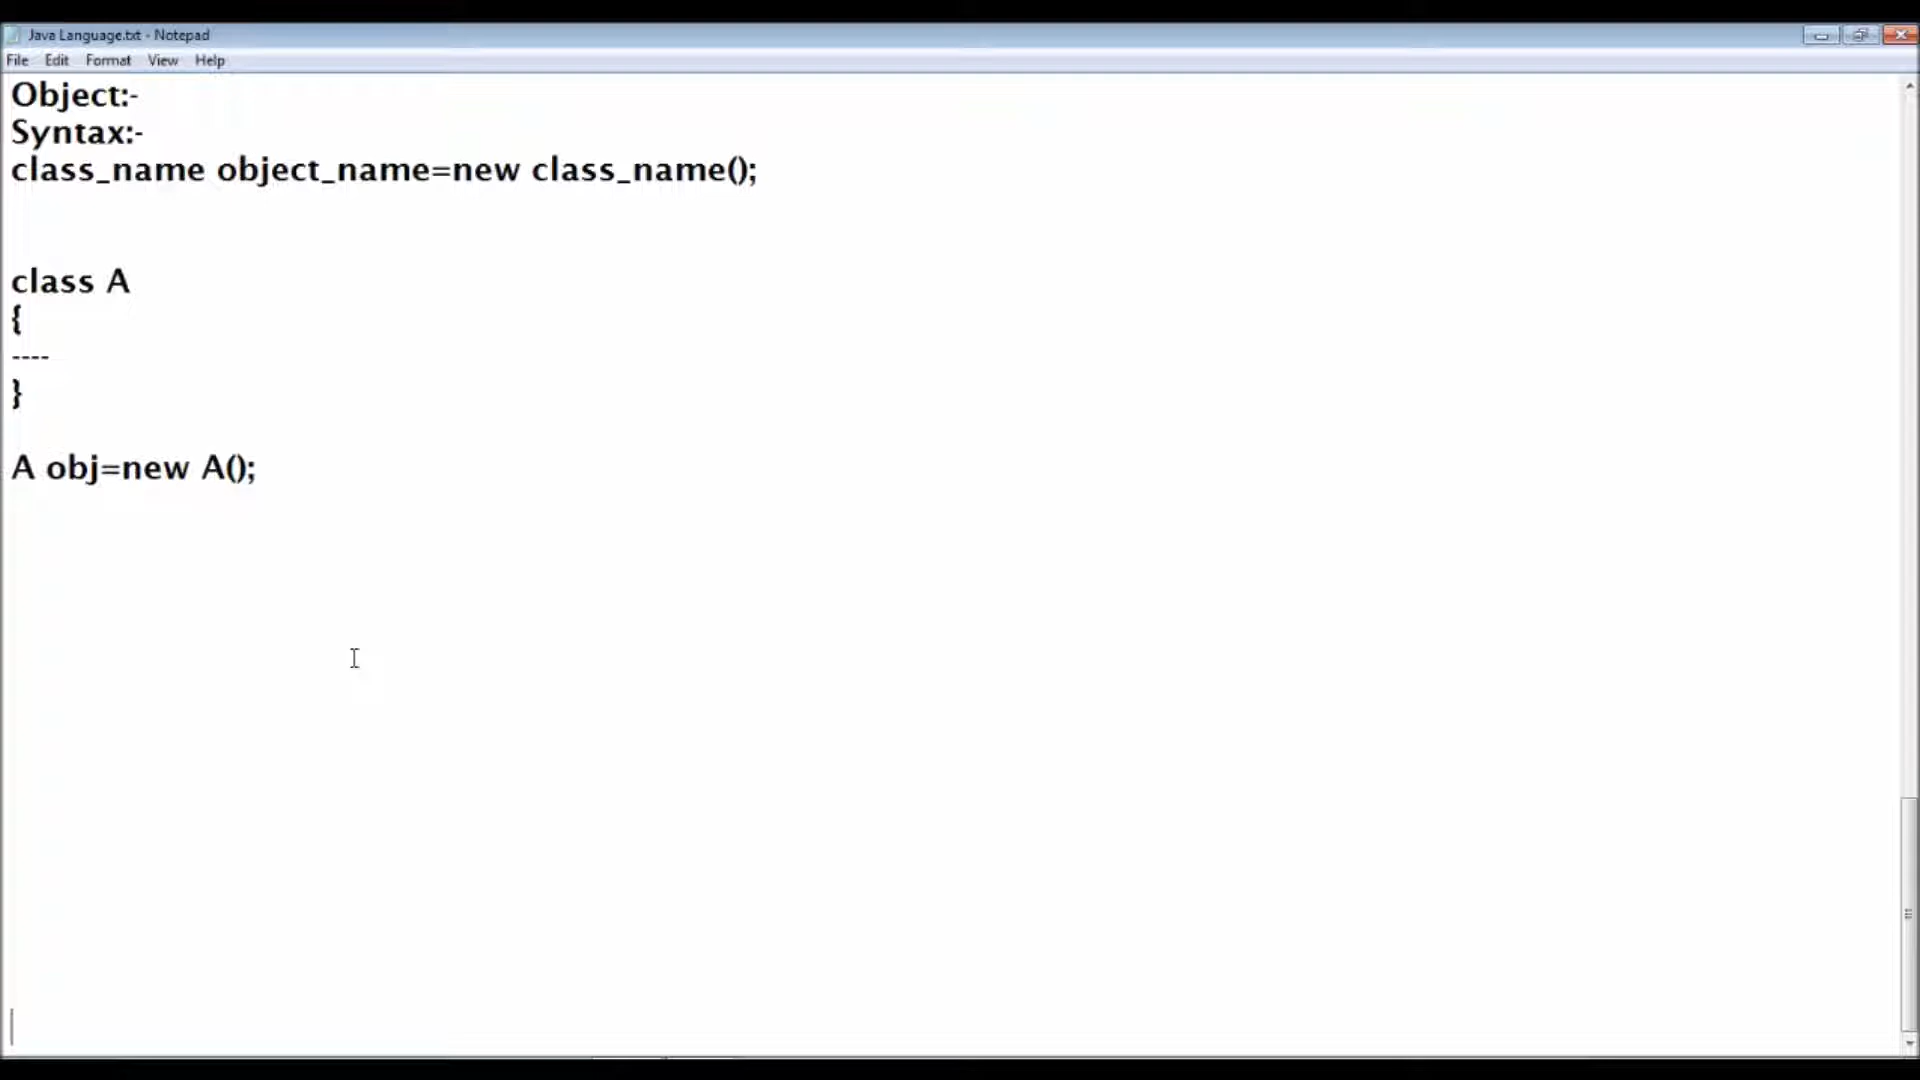 Java Language.txt - Notepad
File Edit Format View Help
Object:-
Syntax:-
class_name object_name=new class_name();
class A
{
----
}
A obj=new A();